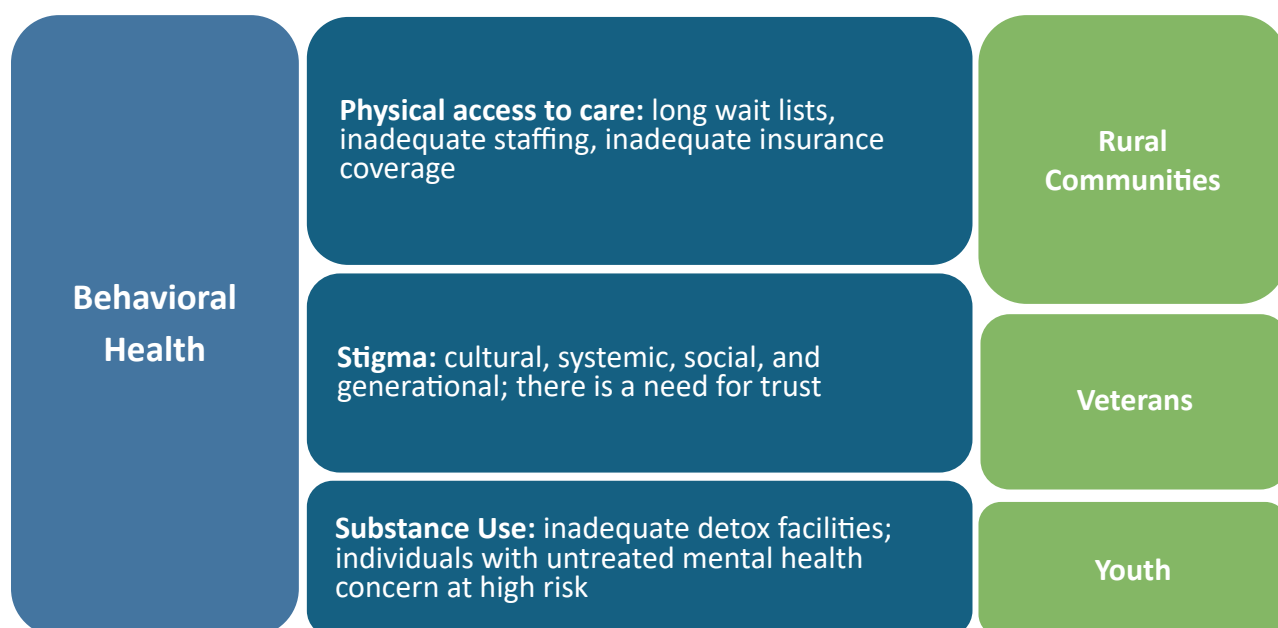 Behavioral
Health
Physical access to care: long wait lists,
inadequate staffing, inadequate insurance
coverage
Stigma: cultural, systemic, social, and
generational; there is a need for trust
Substance Use: inadequate detox facilities;
individuals with untreated mental health
concern at high risk
Rural
Communities
Veterans
Youth